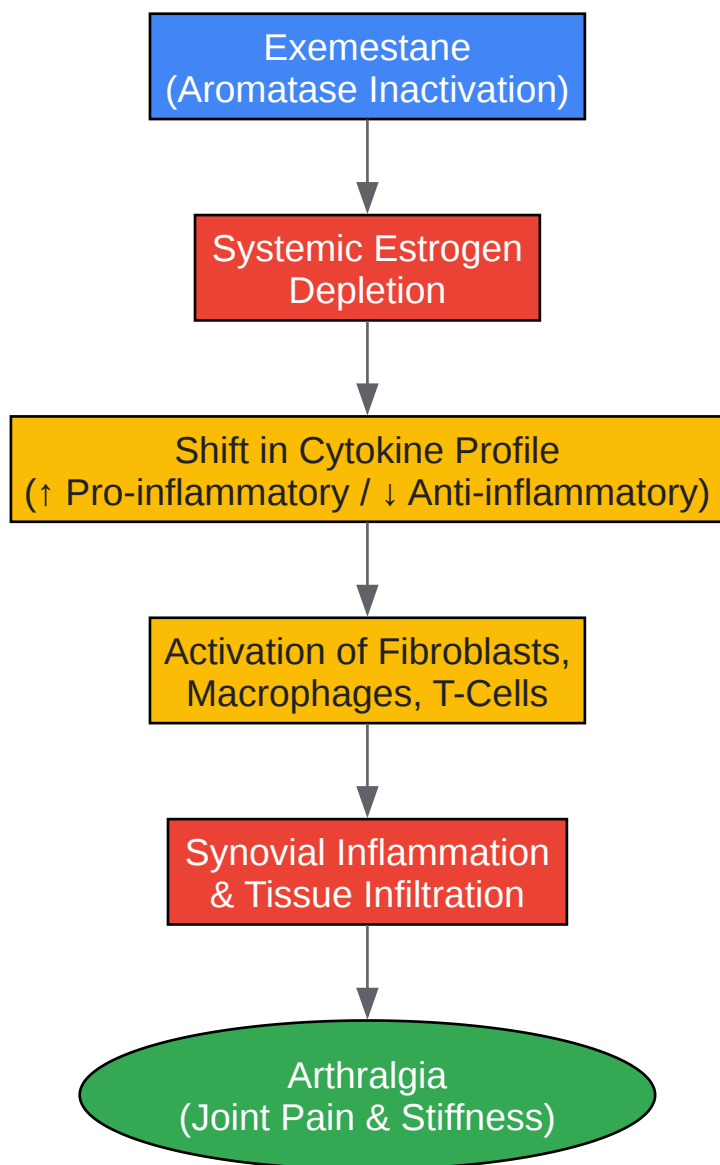 Exemestane
(Aromatase Inactivation)
Systemic Estrogen
Depletion
Shift in Cytokine Profile
(↑ Pro-inflammatory / ↓ Anti-inflammatory)
Activation of Fibroblasts,
Macrophages, T-Cells
Synovial Inflammation
& Tissue Infiltration
Arthralgia
(Joint Pain & Stiffness)